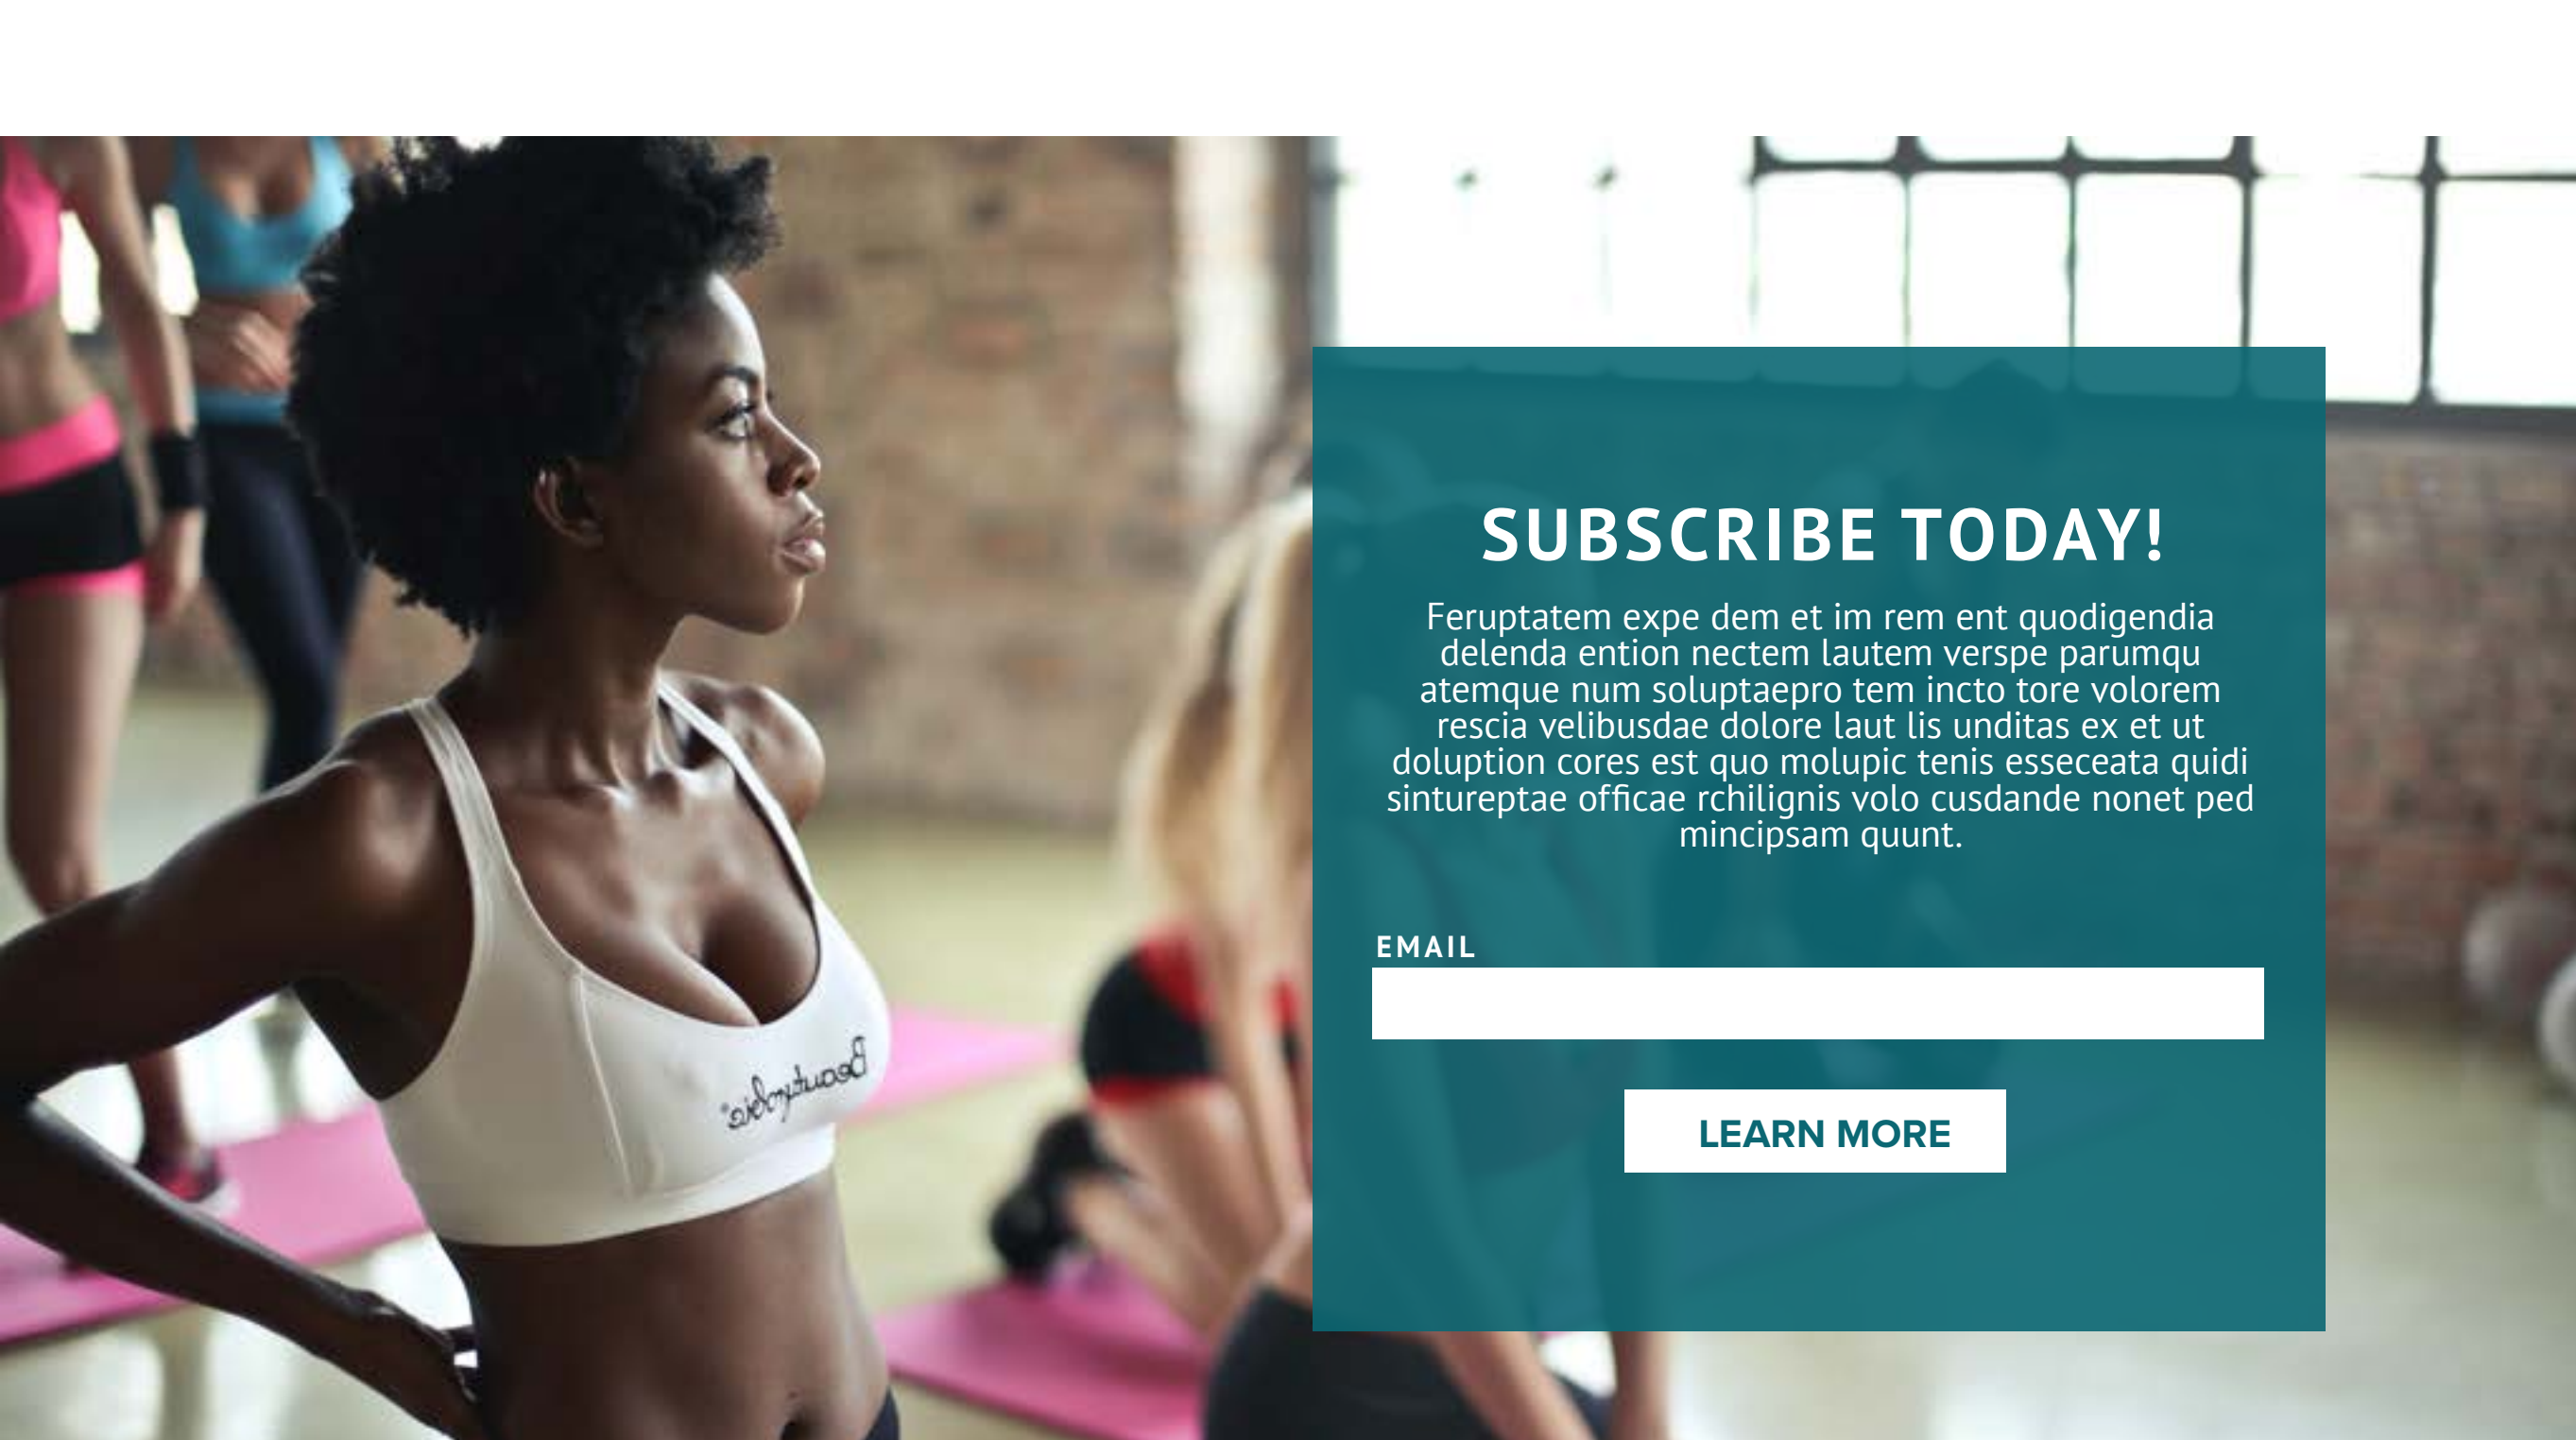 SUBSCRIBE TODAY!
Feruptatem expe dem et im rem ent quodigendia
delenda ention nectem lautem verspe parumqu
atemque num soluptaepro tem incto tore volorem
rescia velibusdae dolore laut lis unditas ex et ut
doluption cores est quo molupic tenis esseceata quidi
sintureptae officae rchilignis volo cusdande nonet ped
mincipsam quunt.
EMAIL
LEARN MORE